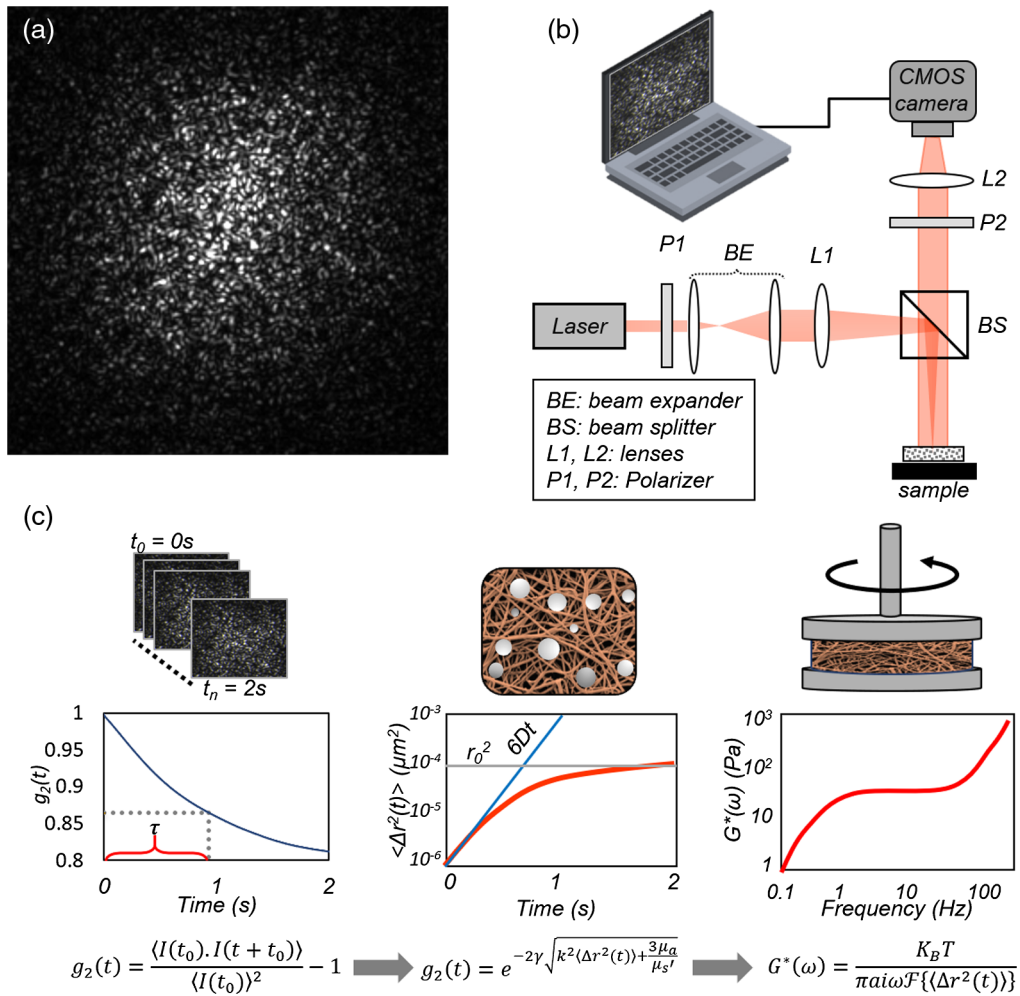 (a)
(b)
CMOS
camera
L2
P2
P1
BE
L1
Laser
BS
BE: beam expander
BS: beam splitter
L1, L2: lenses
P1, P2: Polarizer
sample
(c)
t₀ = 0s
tₙ = 2s
1
0.95
0.9
0.85
0.8
g₂(t)
τ
0 1 2
Time (s)
10⁻³
10⁻⁴
10⁻⁵
10⁻⁶
<Δr²(t)> (μm²)
r₀²
6Dt
0 1 2
Time (s)
10³
10²
10
1
G*(ω) (Pa)
0.1 1 10 100
Frequency (Hz)
g₂(t) = ⟨I(t₀).I(t + t₀)⟩ / ⟨I(t₀)⟩² − 1
g₂(t) = e^(−2γ√(k²⟨Δr²(t)⟩+3μₐ/μₛ′))
G*(ω) = K_B T / πaiωℱ{⟨Δr²(t)⟩}